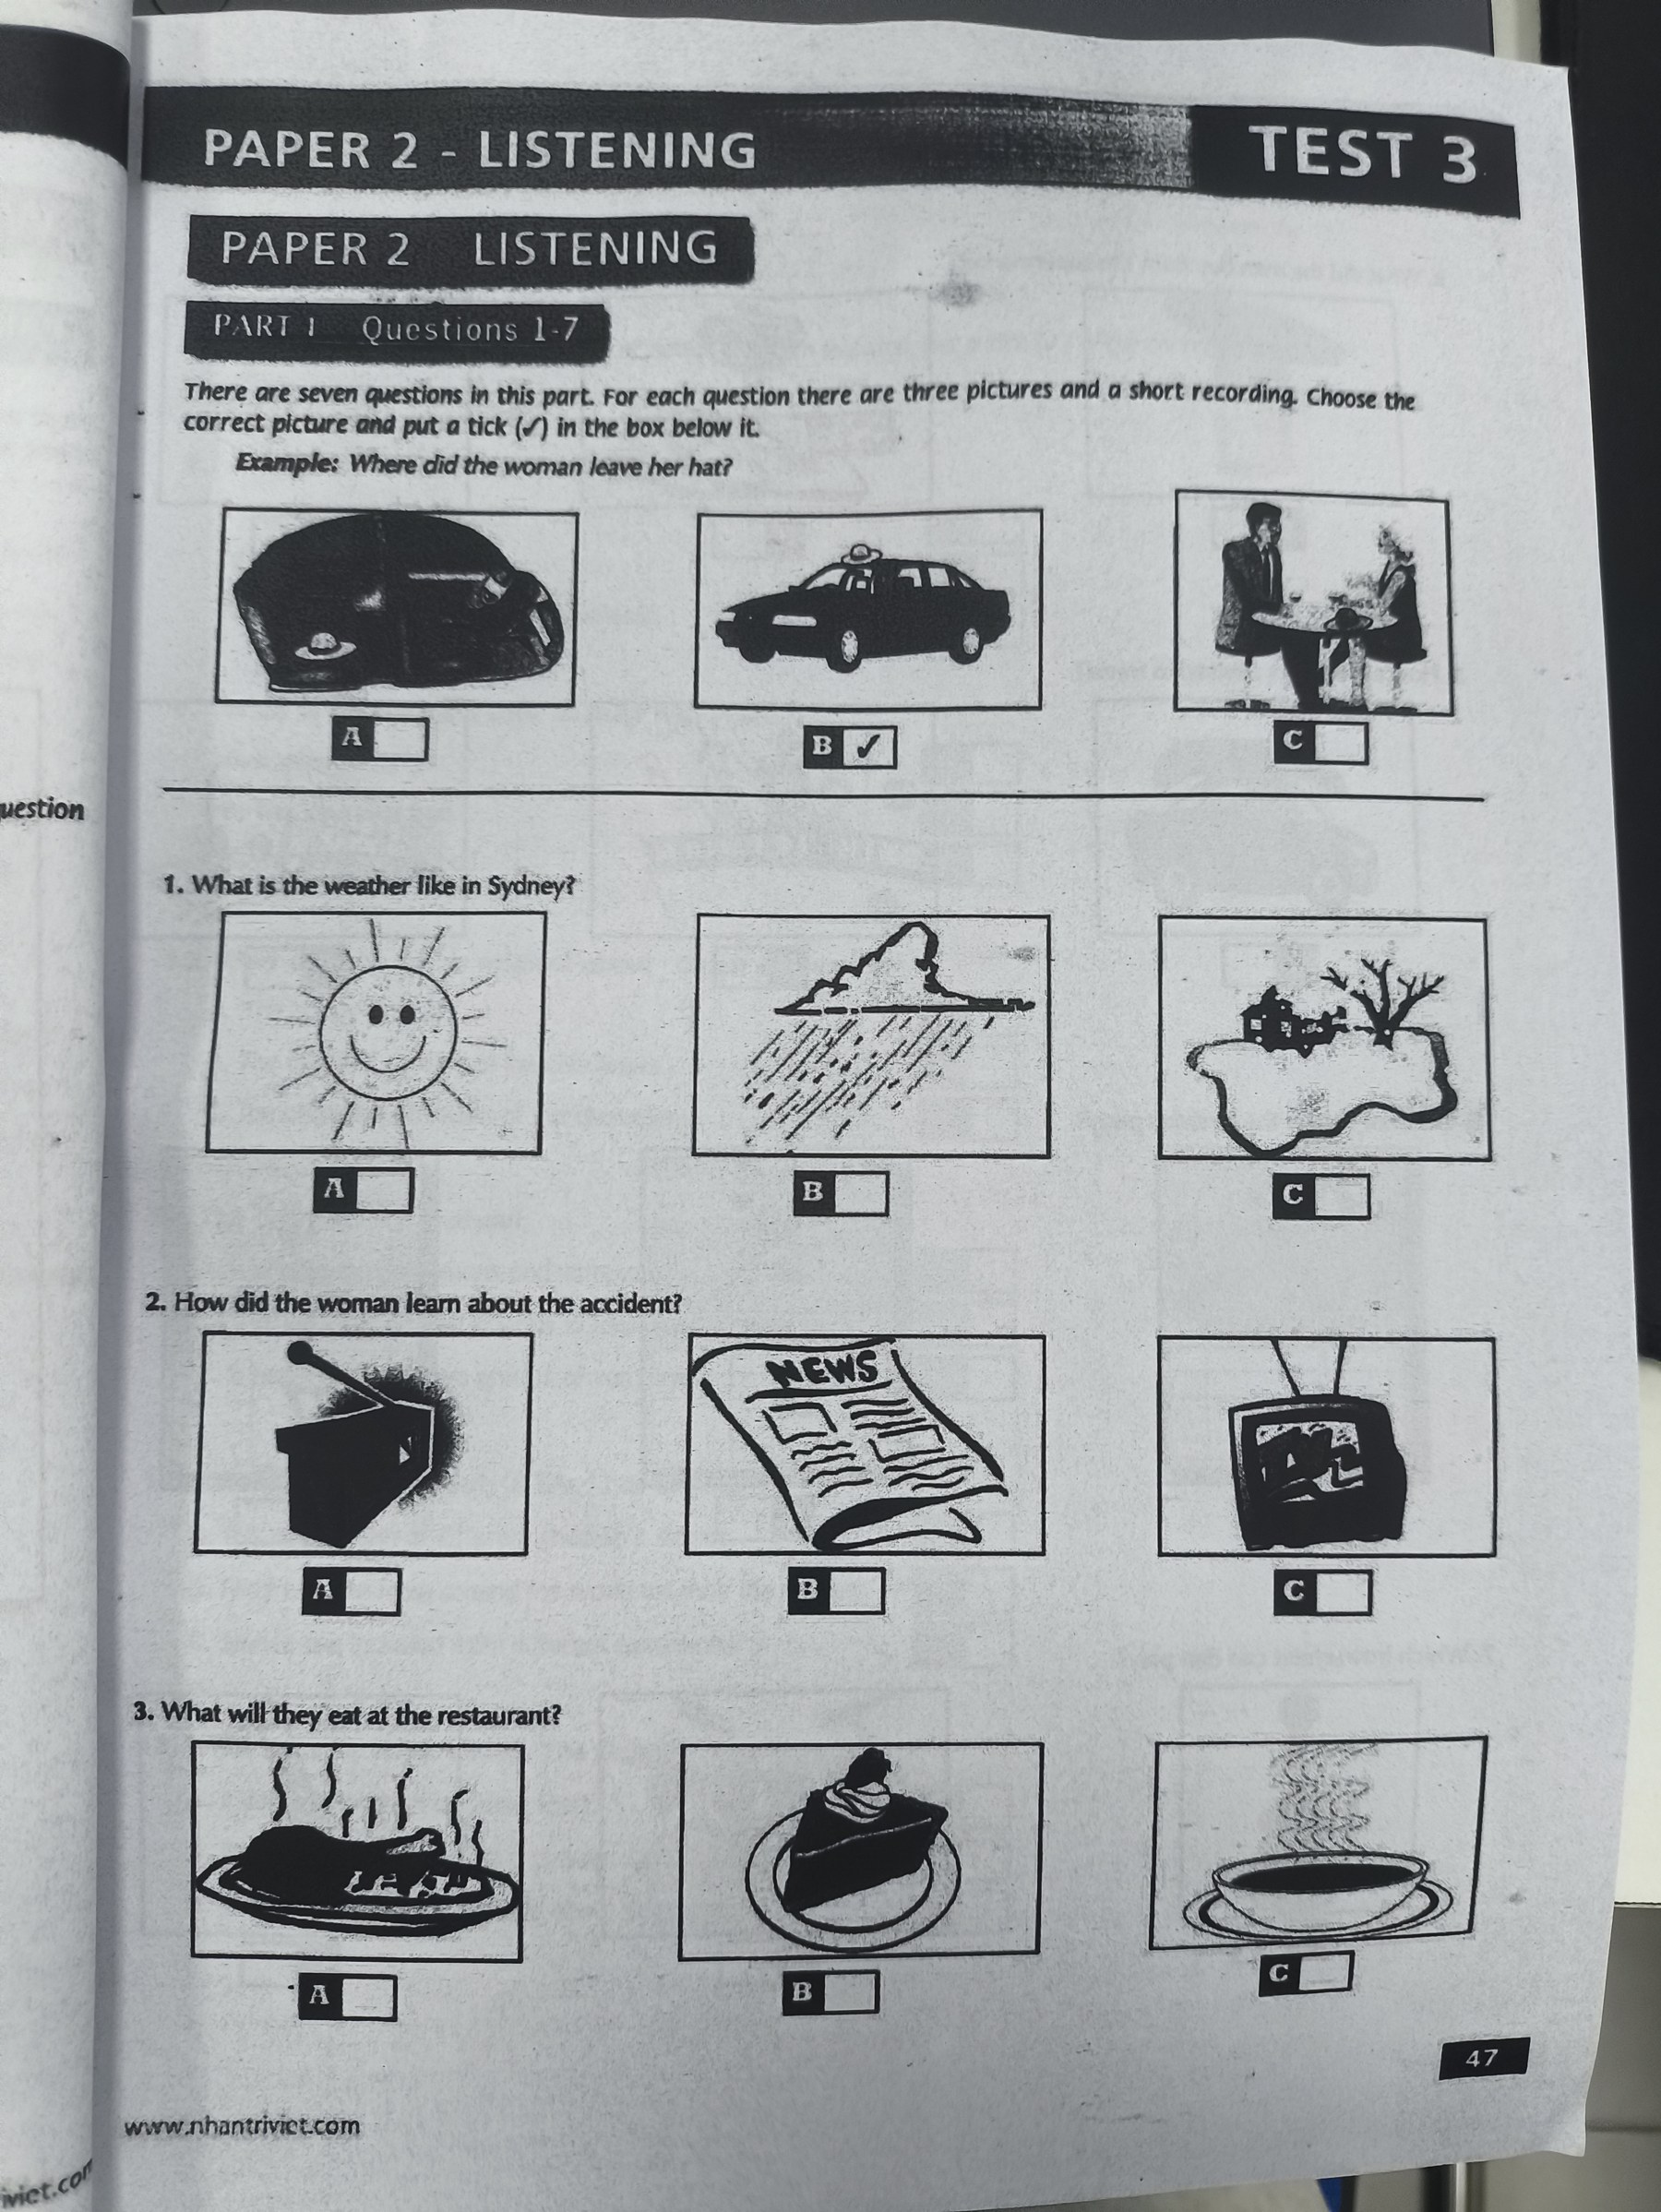 PAPER 2 - LISTENING
TEST 3
PAPER 2 LISTENING
PART 1 Questions 1-7
There are seven questions in this part. For each question there are three pictures and a short recording. Choose the
correct picture and put a tick (✓) in the box below it.
Example: Where did the woman leave her hat?
A
B ✓
C
uestion
1. What is the weather like in Sydney?
A
B
C
2. How did the woman learn about the accident?
NEWS
A
B
C
3. What will they eat at the restaurant?
A
B
C
47
www.nhantriviet.com
iviet.com